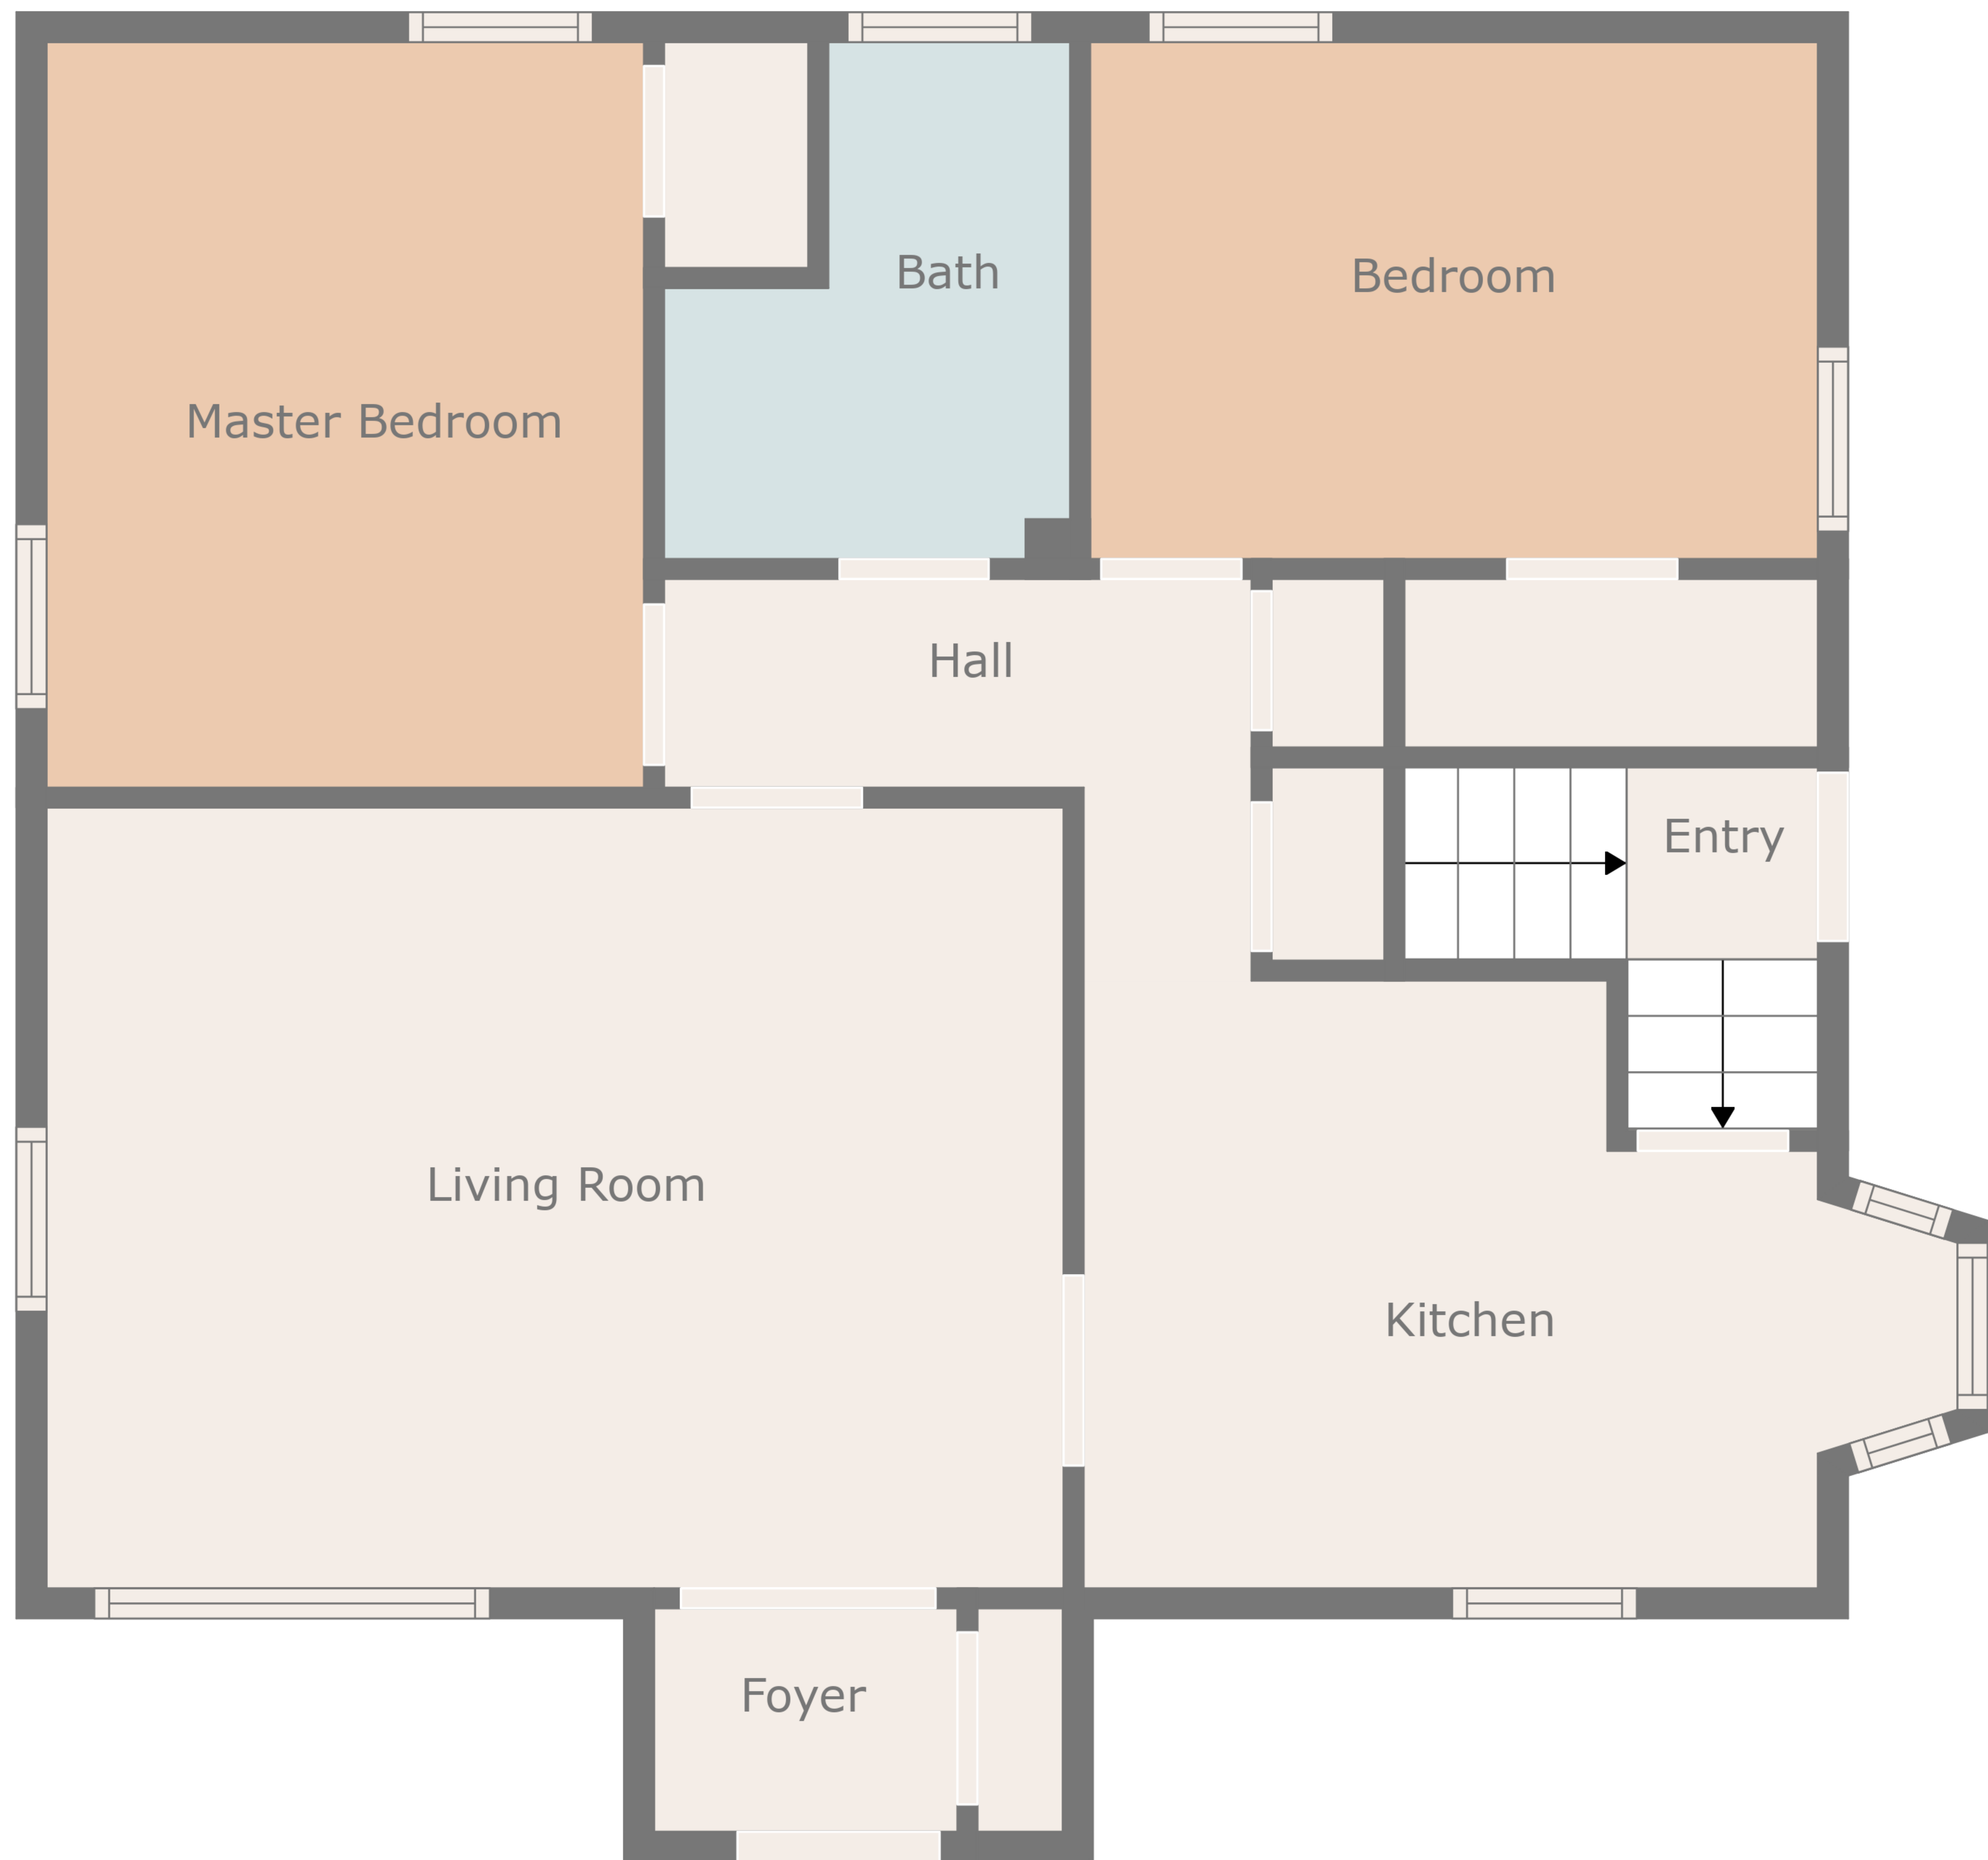 Bath
Bedroom
Master Bedroom
Hall
Entry
Living Room
Kitchen
Foyer